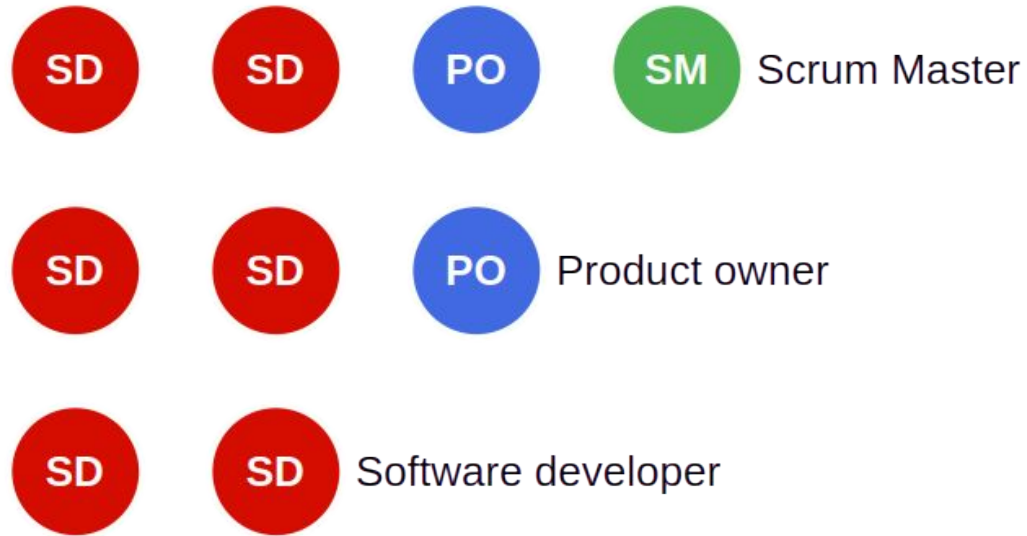 SD SD PO SM Scrum Master
SD SD PO Product owner
SD SD Software developer